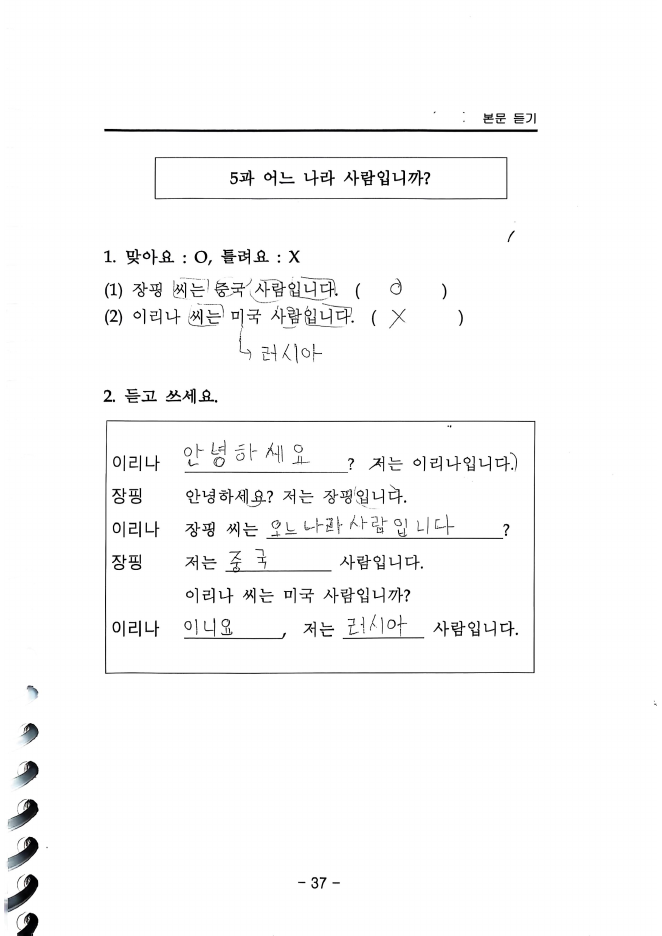 본문 듣기
5과 어느 나라 사람입니까?
1. 맞아요 : O, 틀려요 : X
(1) 장핑 씨는 중국 사람입니다. ( O )
(2) 이리나 씨는 미국 사람입니다. ( X )
러시아
2. 듣고 쓰세요.
이리나 안녕하세요? 저는 이리나입니다.
장핑 안녕하세요? 저는 장핑입니다.
이리나 장핑 씨는 오느나라사람입니다?
장핑 저는 중국 사람입니다.
이리나 씨는 미국 사람입니까?
이리나 이니요, 저는 러시아 사람입니다.
- 37 -